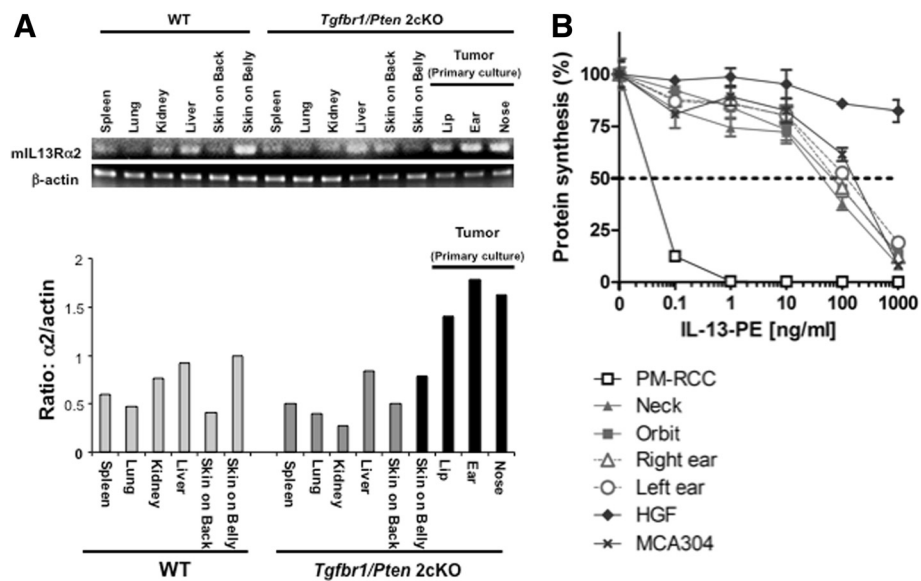 A
WT
Tgfbr1/Pten 2cKO
Tumor
(Primary culture)
Spleen
Lung
Kidney
Liver
Skin on Back
Skin on Belly
Spleen
Lung
Kidney
Liver
Skin on Back
Skin on Belly
Lip
Ear
Nose
mIL13Rα2
β-actin
Tumor
(Primary culture)
Ratio: α2/actin
2
1.5
1
0.5
0
Spleen
Lung
Kidney
Liver
Skin on Back
Skin on Belly
Spleen
Lung
Kidney
Liver
Skin on Back
Skin on Belly
Lip
Ear
Nose
WT
Tgfbr1/Pten 2cKO
B
Protein synthesis (%)
100
75
50
25
0
0 0.1 1 10 100 1000
IL-13-PE [ng/ml]
PM-RCC
Neck
Orbit
Right ear
Left ear
HGF
MCA304